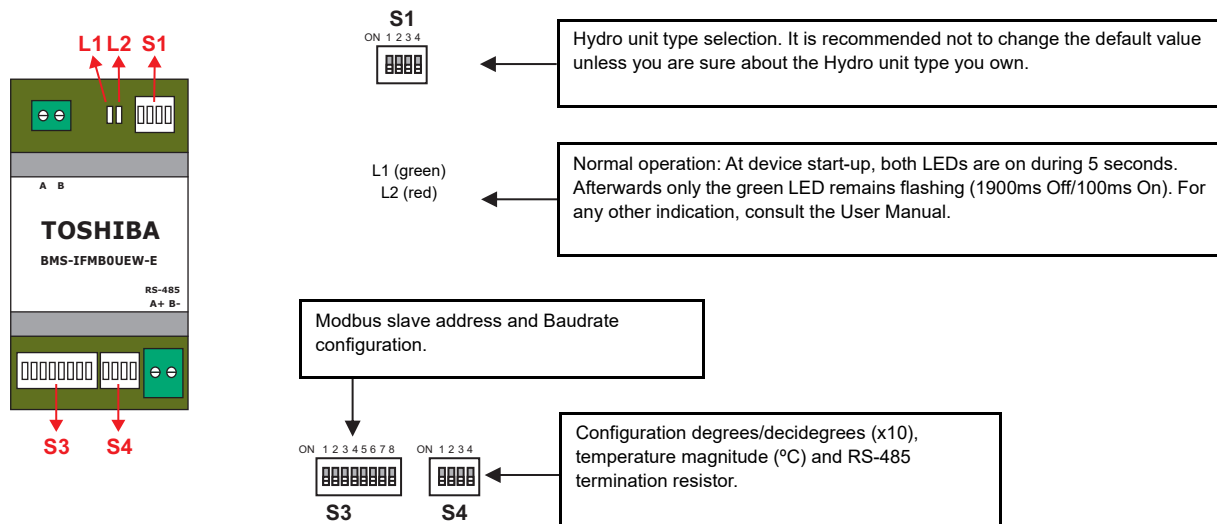 S1
ON 1 2 3 4
Hydro unit type selection. It is recommended not to change the default value
unless you are sure about the Hydro unit type you own.
L1 L2 S1
L1 (green)
L2 (red)
Normal operation: At device start-up, both LEDs are on during 5 seconds.
Afterwards only the green LED remains flashing (1900ms Off/100ms On). For
any other indication, consult the User Manual.
A B
TOSHIBA
BMS-IFMB0UEW-E
RS-485
A+ B-
S3 S4
Modbus slave address and Baudrate
configuration.
ON 1 2 3 4 5 6 7 8
S3
ON 1 2 3 4
S4
Configuration degrees/decidegrees (x10),
temperature magnitude (ºC) and RS-485
termination resistor.